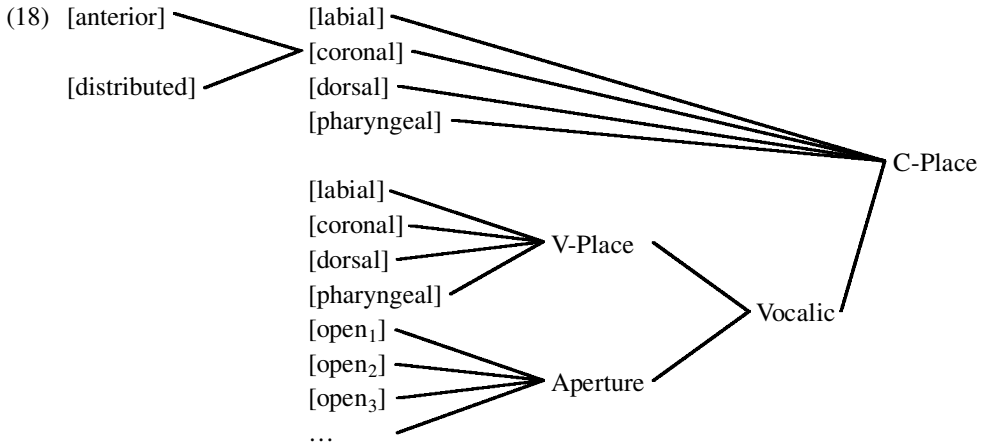 (18) [anterior] [labial]
[coronal]
[distributed] [dorsal]
[pharyngeal]
C-Place
[labial]
[coronal]
V-Place
[dorsal]
[pharyngeal]
Vocalic
[open₁]
[open₂]
Aperture
[open₃]
…